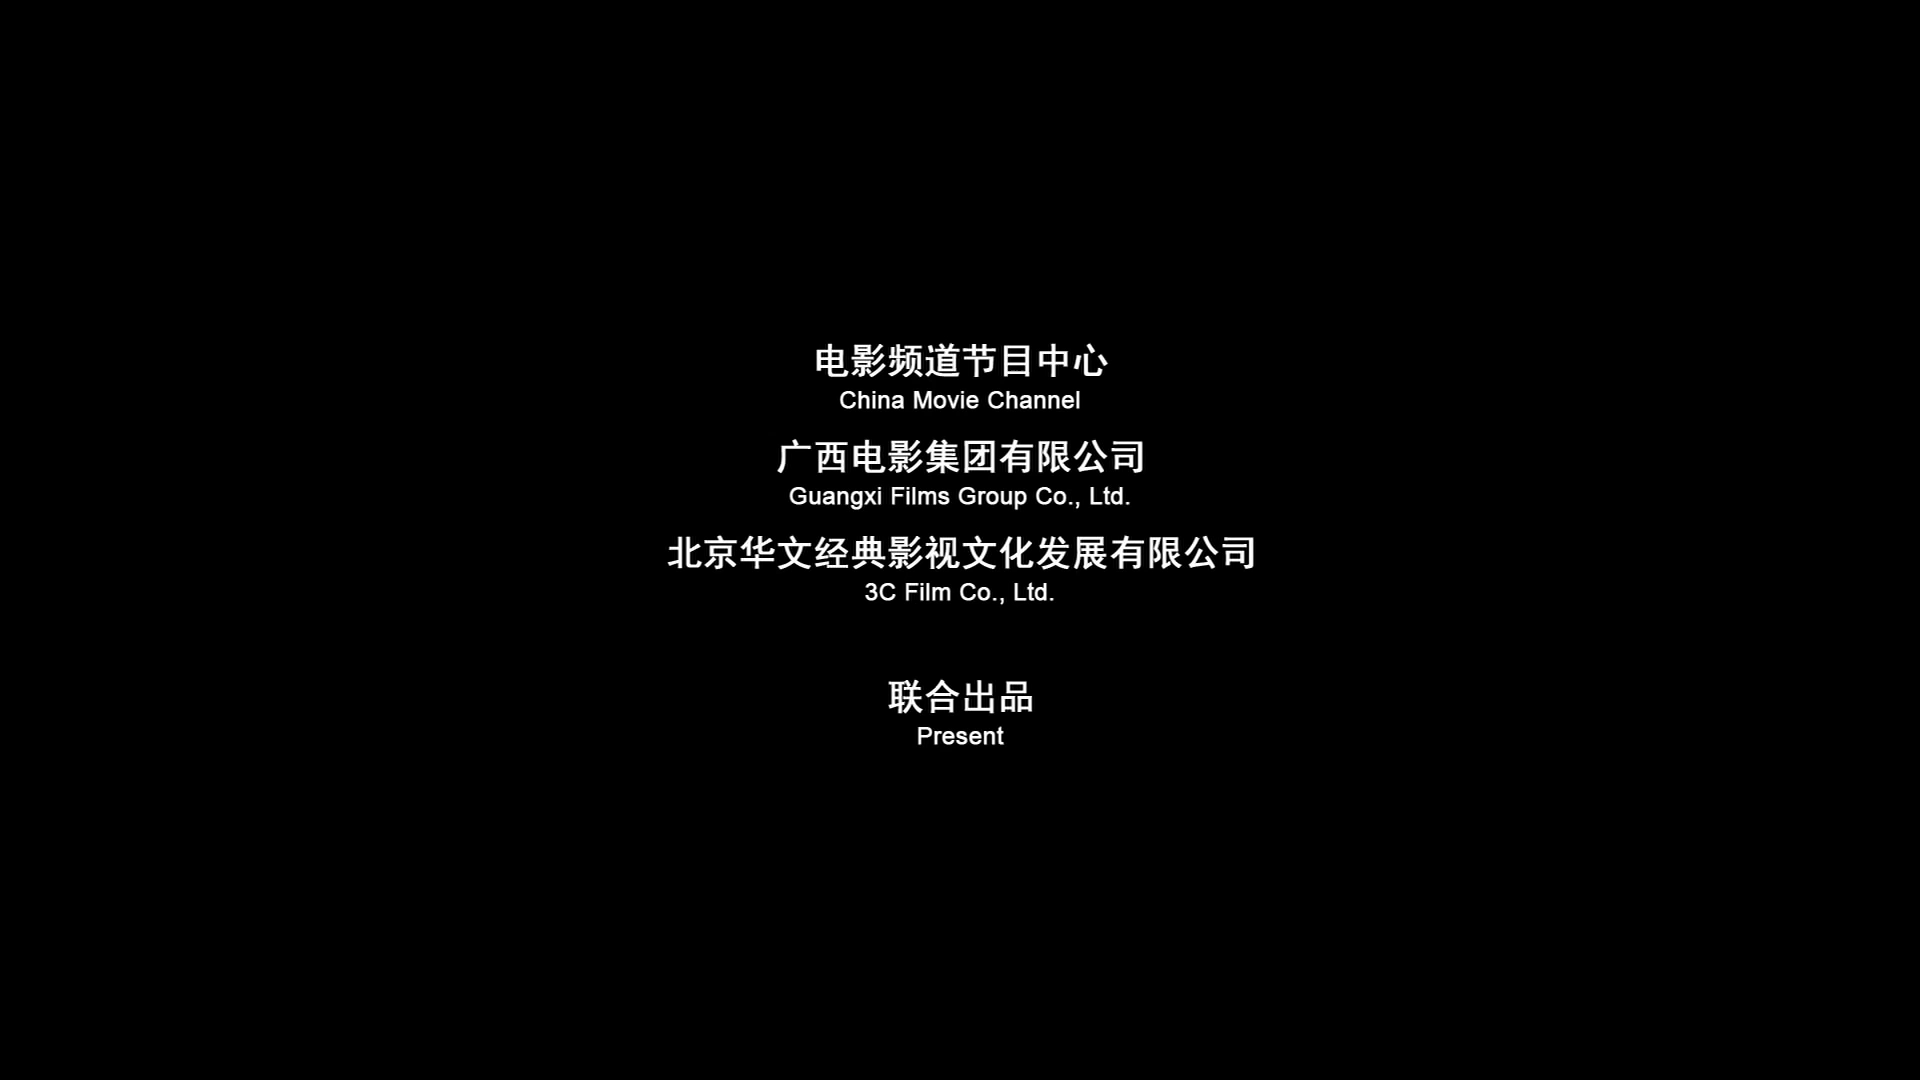 电影频道节目中心
China Movie Channel
广西电影集团有限公司
Guangxi Films Group Co., Ltd.
北京华文经典影视文化发展有限公司
3C Film Co., Ltd.
联合出品
Present